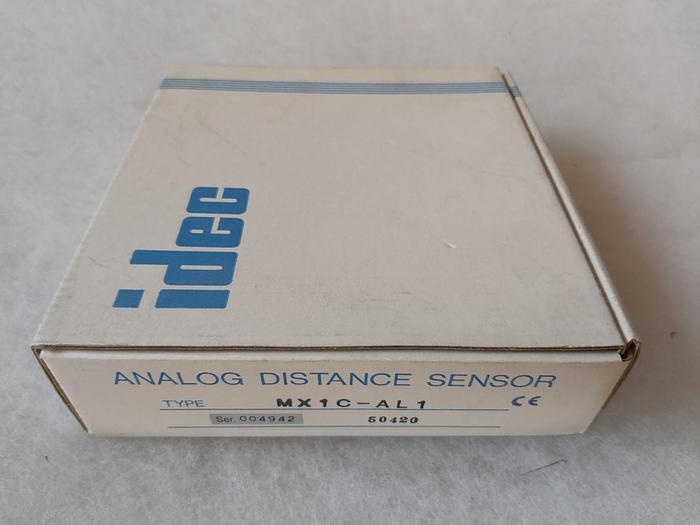 idec
ANALOG DISTANCE SENSOR
TYPE MX1C-AL1 CE
Ser. 004942 50420